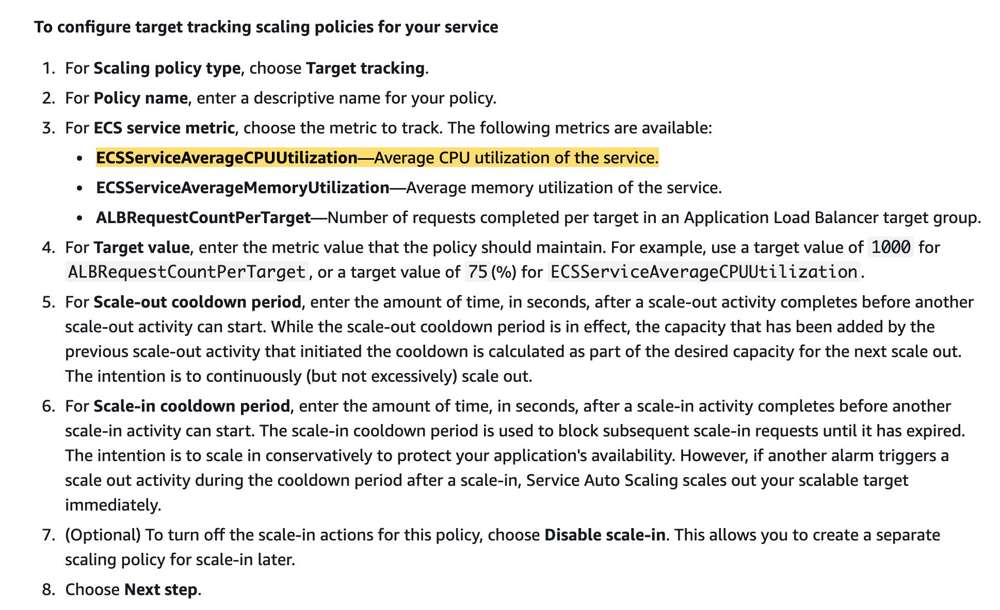 To configure target tracking scaling policies for your service
1. For Scaling policy type, choose Target tracking.
2. For Policy name, enter a descriptive name for your policy.
3. For ECS service metric, choose the metric to track. The following metrics are available:
• ECSServiceAverageCPUUtilization—Average CPU utilization of the service.
• ECSServiceAverageMemoryUtilization—Average memory utilization of the service.
• ALBRequestCountPerTarget—Number of requests completed per target in an Application Load Balancer target group.
4. For Target value, enter the metric value that the policy should maintain. For example, use a target value of 1000 for
ALBRequestCountPerTarget, or a target value of 75(%) for ECSServiceAverageCPUUtilization.
5. For Scale-out cooldown period, enter the amount of time, in seconds, after a scale-out activity completes before another
scale-out activity can start. While the scale-out cooldown period is in effect, the capacity that has been added by the
previous scale-out activity that initiated the cooldown is calculated as part of the desired capacity for the next scale out.
The intention is to continuously (but not excessively) scale out.
6. For Scale-in cooldown period, enter the amount of time, in seconds, after a scale-in activity completes before another
scale-in activity can start. The scale-in cooldown period is used to block subsequent scale-in requests until it has expired.
The intention is to scale in conservatively to protect your application's availability. However, if another alarm triggers a
scale out activity during the cooldown period after a scale-in, Service Auto Scaling scales out your scalable target
immediately.
7. (Optional) To turn off the scale-in actions for this policy, choose Disable scale-in. This allows you to create a separate
scaling policy for scale-in later.
8. Choose Next step.